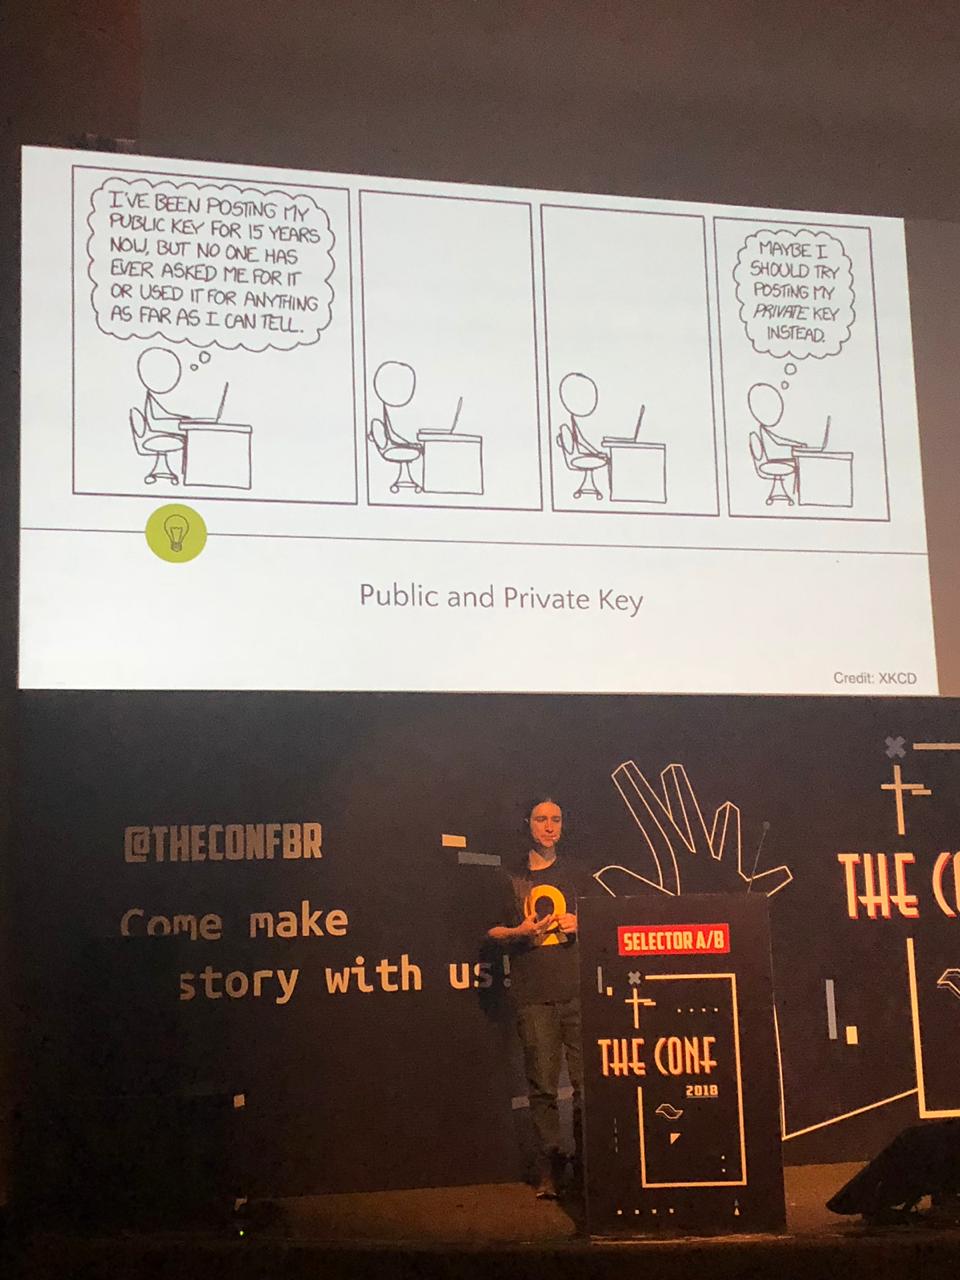 I'VE BEEN POSTING MY
PUBLIC KEY FOR 15 YEARS
NOW, BUT NO ONE HAS
EVER ASKED ME FOR IT
OR USED IT FOR ANYTHING
AS FAR AS I CAN TELL.
MAYBE I
SHOULD TRY
POSTING MY
PRIVATE KEY
INSTEAD.
Public and Private Key
Credit: XKCD
@THECONFBR
Come make
story with us!
SELECTOR A/B
THE CONF
2018
THE CO